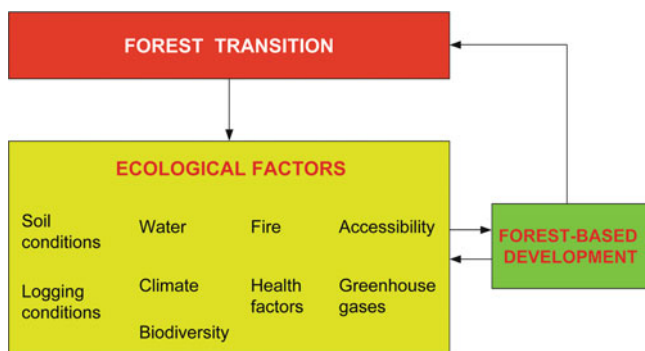 FOREST TRANSITION
ECOLOGICAL FACTORS
Soil
conditions
Water
Fire
Accessibility
FOREST-BASED
DEVELOPMENT
Logging
conditions
Climate
Health
factors
Greenhouse
gases
Biodiversity